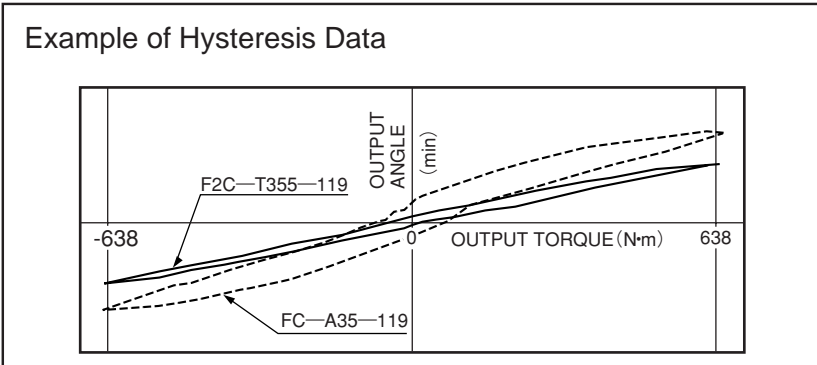 Example of Hysteresis Data
OUTPUT
ANGLE
(min)
F2C—T355—119
-638
0
OUTPUT TORQUE(N•m)
638
FC—A35—119